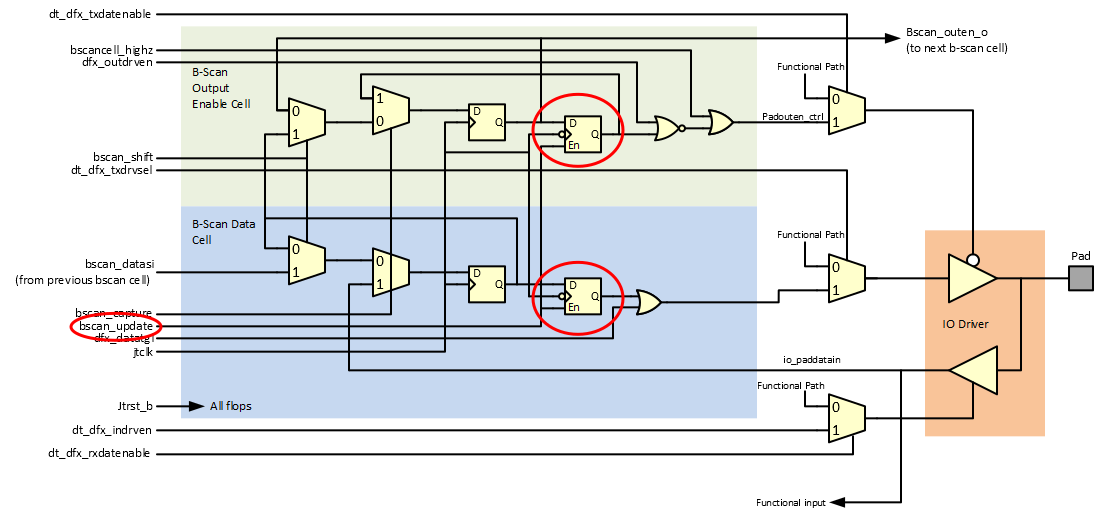 dt_dfx_txdatenable
Bscan_outen_o
(to next b-scan cell)
bscancell_highz
dfx_outdrven
B-Scan
Output
Enable Cell
Functional Path
0
1
1
0
D
Q
D
Q
En
0
1
Padouten_ctrl
bscan_shift
dt_dfx_txdrvsel
B-Scan Data
Cell
Functional Path
bscan_datasi
(from previous bscan cell)
0
1
0
1
D
Q
D
Q
En
0
1
Pad
IO Driver
bscan_capture
bscan_update
jtclk
io_paddatain
Functional Path
Jtrst_b
All flops
0
1
dt_dfx_indrven
dt_dfx_rxdatenable
Functional input